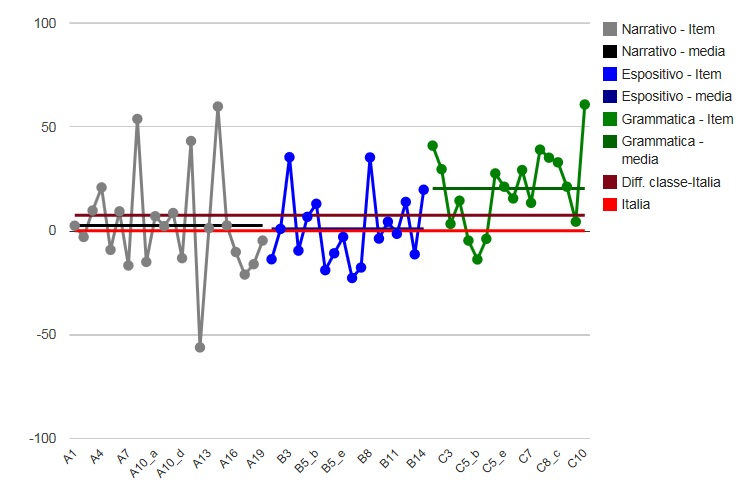 100
50
0
-50
-100
A1
A4
A7
A10_a
A10_d
A13
A16
A19
B3
B5_b
B5_e
B8
B11
B14
C3
C5_b
C5_e
C7
C8_c
C10
Narrativo - Item
Narrativo - media
Espositivo - Item
Espositivo - media
Grammatica - Item
Grammatica -
media
Diff. classe-Italia
Italia